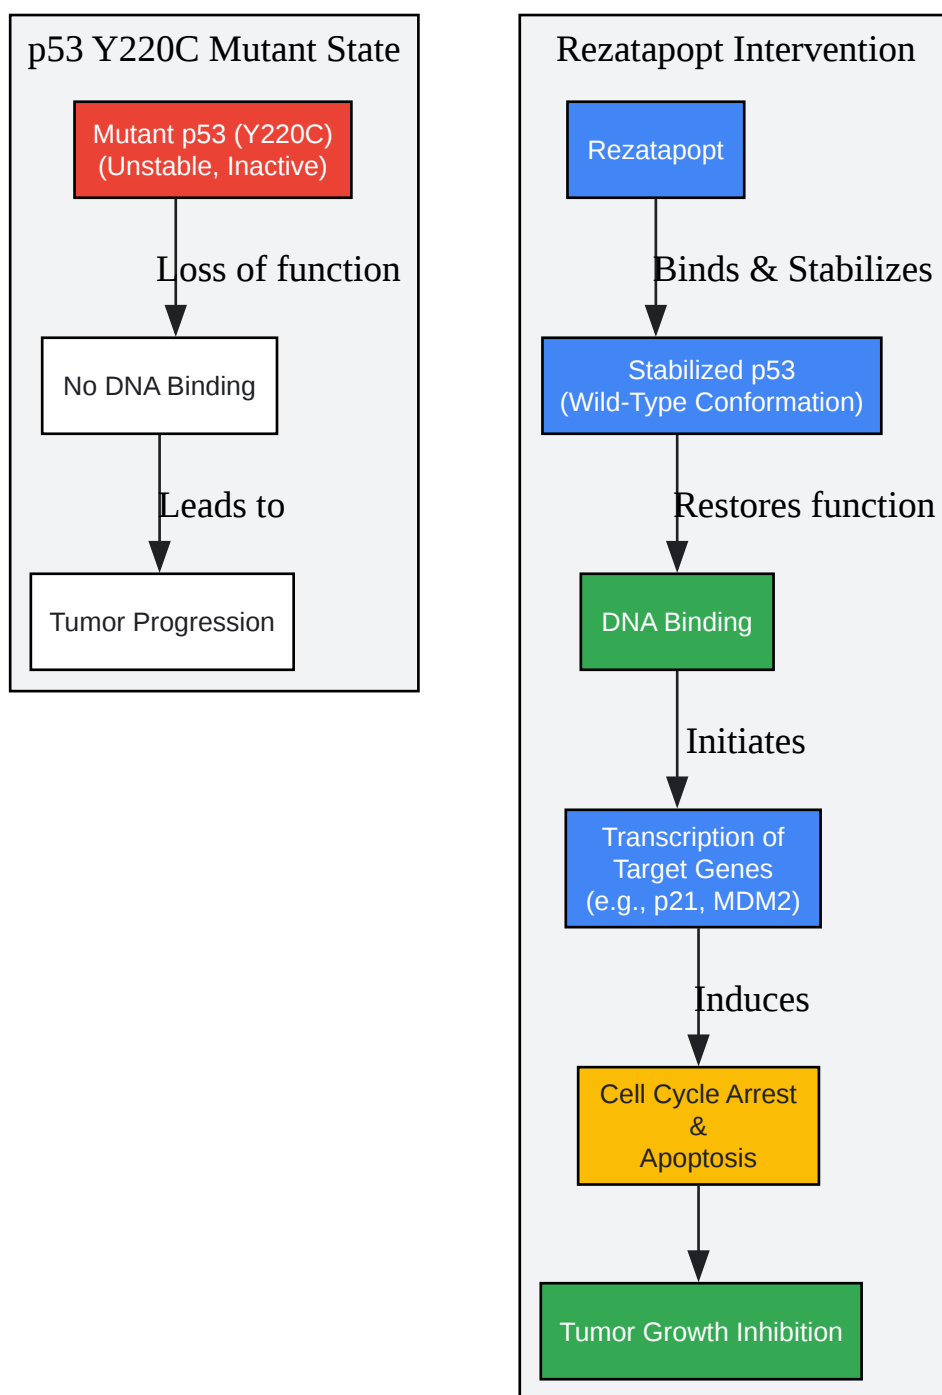 p53 Y220C Mutant State
Mutant p53 (Y220C)
(Unstable, Inactive)
Loss of function
No DNA Binding
Leads to
Tumor Progression
Rezatapopt Intervention
Rezatapopt
Binds & Stabilizes
Stabilized p53
(Wild-Type Conformation)
Restores function
DNA Binding
Initiates
Transcription of
Target Genes
(e.g., p21, MDM2)
Induces
Cell Cycle Arrest
&
Apoptosis
Tumor Growth Inhibition